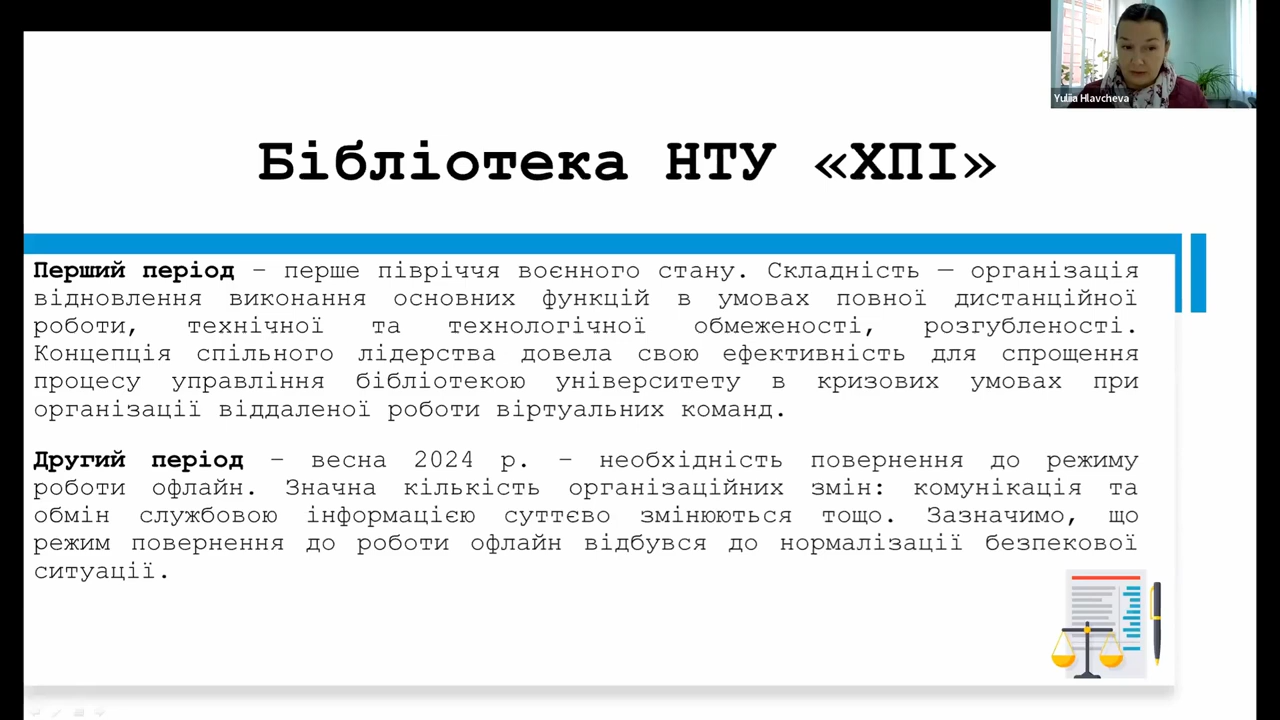 Yuliia Hlavcheva
Бібліотека НТУ «ХПІ»
Перший період – перше півріччя воєнного стану. Складність — організація
відновлення виконання основних функцій в умовах повної дистанційної
роботи, технічної та технологічної обмеженості, розгубленості.
Концепція спільного лідерства довела свою ефективність для спрощення
процесу управління бібліотекою університету в кризових умовах при
організації віддаленої роботи віртуальних команд.
Другий період – весна 2024 р. – необхідність повернення до режиму
роботи офлайн. Значна кількість організаційних змін: комунікація та
обмін службовою інформацією суттєво змінюються тощо. Зазначимо, що
режим повернення до роботи офлайн відбувся до нормалізації безпекової
ситуації.